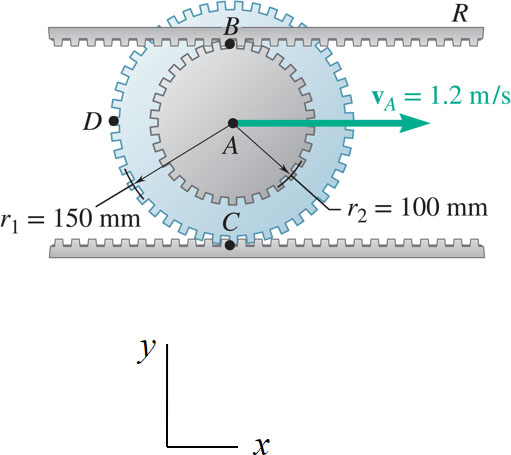 R
B
v_A = 1.2 m/s
D
A
r_1 = 150 mm
C
r_2 = 100 mm
y
x